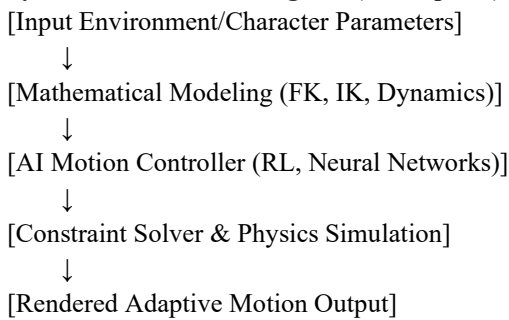 [Input Environment/Character Parameters]
↓
[Mathematical Modeling (FK, IK, Dynamics)]
↓
[AI Motion Controller (RL, Neural Networks)]
↓
[Constraint Solver & Physics Simulation]
↓
[Rendered Adaptive Motion Output]